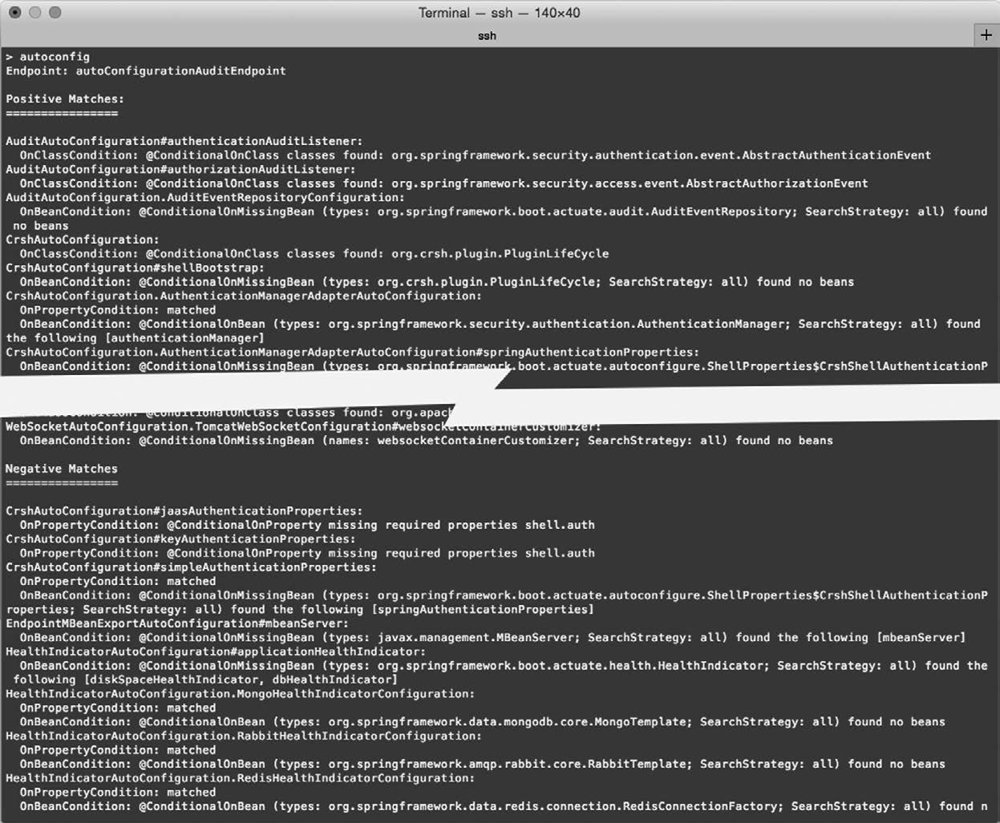 Terminal — ssh — 140×40
ssh
+
> autoconfig
Endpoint: autoConfigurationAuditEndpoint
Positive Matches:
================
AuditAutoConfiguration#authenticationAuditListener:
OnClassCondition: @ConditionalOnClass classes found: org.springframework.security.authentication.event.AbstractAuthenticationEvent
AuditAutoConfiguration#authorizationAuditListener:
OnClassCondition: @ConditionalOnClass classes found: org.springframework.security.access.event.AbstractAuthorizationEvent
AuditAutoConfiguration.AuditEventRepositoryConfiguration:
OnBeanCondition: @ConditionalOnMissingBean (types: org.springframework.boot.actuate.audit.AuditEventRepository; SearchStrategy: all) found
no beans
CrshAutoConfiguration:
OnClassCondition: @ConditionalOnClass classes found: org.crsh.plugin.PluginLifeCycle
CrshAutoConfiguration#shellBootstrap:
OnBeanCondition: @ConditionalOnMissingBean (types: org.crsh.plugin.PluginLifeCycle; SearchStrategy: all) found no beans
CrshAutoConfiguration.AuthenticationManagerAdapterAutoConfiguration:
OnPropertyCondition: matched
OnBeanCondition: @ConditionalOnBean (types: org.springframework.security.authentication.AuthenticationManager; SearchStrategy: all) found
the following [authenticationManager]
CrshAutoConfiguration.AuthenticationManagerAdapterAutoConfiguration#springAuthenticationProperties:
OnBeanCondition: @ConditionalOnMissingBean (types: org.springframework.boot.actuate.autoconfigure.ShellProperties$CrshShellAuthenticationP
@ConditionalOnClass classes found: org.apac
WebSocketAutoConfiguration.TomcatWebSocketConfiguration#websocketContainerCustomizer:
OnBeanCondition: @ConditionalOnMissingBean (names: websocketContainerCustomizer; SearchStrategy: all) found no beans
Negative Matches
================
CrshAutoConfiguration#jaasAuthenticationProperties:
OnPropertyCondition: @ConditionalOnProperty missing required properties shell.auth
CrshAutoConfiguration#keyAuthenticationProperties:
OnPropertyCondition: @ConditionalOnProperty missing required properties shell.auth
CrshAutoConfiguration#simpleAuthenticationProperties:
OnPropertyCondition: matched
OnBeanCondition: @ConditionalOnMissingBean (types: org.springframework.boot.actuate.autoconfigure.ShellProperties$CrshShellAuthenticationP
roperties; SearchStrategy: all) found the following [springAuthenticationProperties]
EndpointMBeanExportAutoConfiguration#mbeanServer:
OnBeanCondition: @ConditionalOnMissingBean (types: javax.management.MBeanServer; SearchStrategy: all) found the following [mbeanServer]
HealthIndicatorAutoConfiguration#applicationHealthIndicator:
OnBeanCondition: @ConditionalOnMissingBean (types: org.springframework.boot.actuate.health.HealthIndicator; SearchStrategy: all) found the
following [diskSpaceHealthIndicator, dbHealthIndicator]
HealthIndicatorAutoConfiguration.MongoHealthIndicatorConfiguration:
OnPropertyCondition: matched
OnBeanCondition: @ConditionalOnBean (types: org.springframework.data.mongodb.core.MongoTemplate; SearchStrategy: all) found no beans
HealthIndicatorAutoConfiguration.RabbitHealthIndicatorConfiguration:
OnPropertyCondition: matched
OnBeanCondition: @ConditionalOnBean (types: org.springframework.amqp.rabbit.core.RabbitTemplate; SearchStrategy: all) found no beans
HealthIndicatorAutoConfiguration.RedisHealthIndicatorConfiguration:
OnPropertyCondition: matched
OnBeanCondition: @ConditionalOnBean (types: org.springframework.data.redis.connection.RedisConnectionFactory; SearchStrategy: all) found n